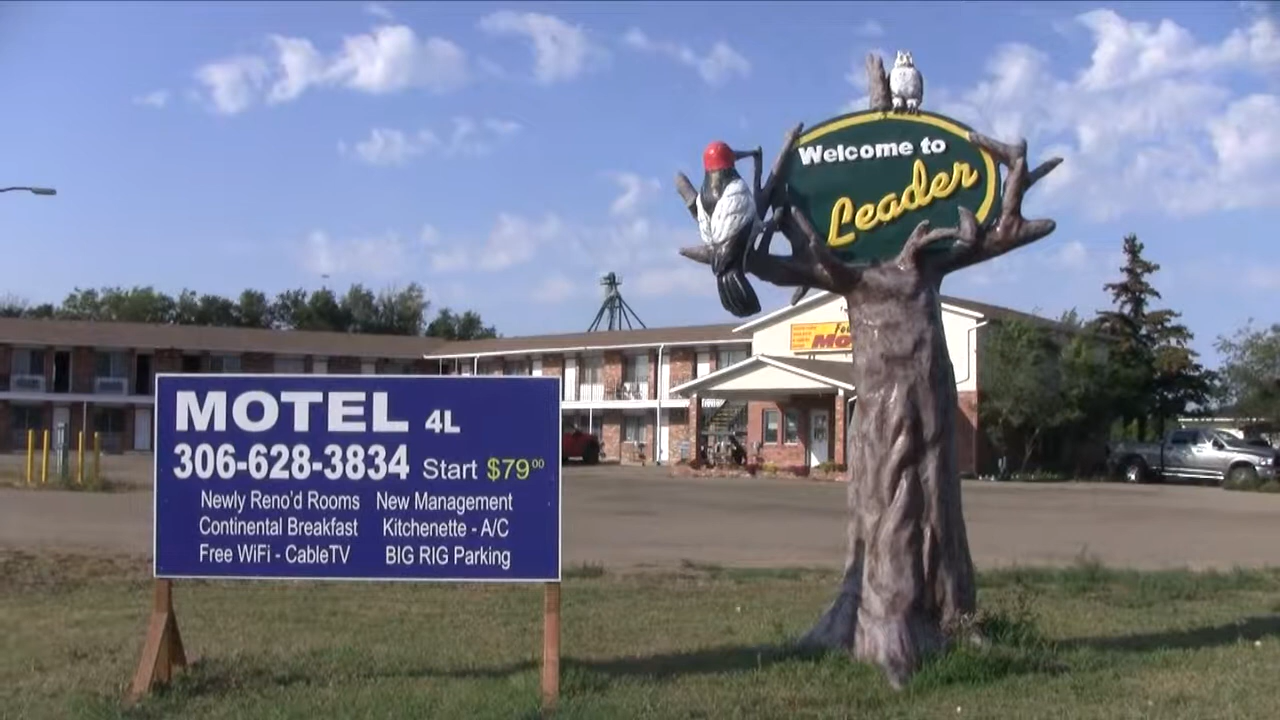 Welcome to
Leader
MOTEL 4L
306-628-3834 Start $79.00
Newly Reno'd Rooms New Management
Continental Breakfast Kitchenette - A/C
Free WiFi - CableTV BIG RIG Parking